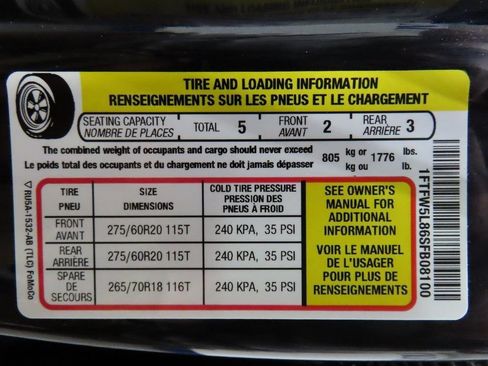 TIRE AND LOADING INFORMATION
RENSEIGNEMENTS SUR LES PNEUS ET LE CHARGEMENT
SEATING CAPACITY
NOMBRE DE PLACES
TOTAL 5
FRONT
AVANT 2
REAR
ARRIÈRE 3
The combined weight of occupants and cargo should never exceed
Le poids total des occupants et du chargement ne doit jamais dépasser
805 kg or 1776 lbs.
kg ou lb.
TIRE
PNEU
SIZE
DIMENSIONS
COLD TIRE PRESSURE
PRESSION DES
PNEUS À FROID
FRONT
AVANT
275/60R20 115T
240 KPA, 35 PSI
REAR
ARRIÈRE
275/60R20 115T
240 KPA, 35 PSI
SPARE
DE SECOURS
265/70R18 116T
240 KPA, 35 PSI
SEE OWNER'S
MANUAL FOR
ADDITIONAL
INFORMATION
VOIR LE MANUEL
DE L'USAGER
POUR PLUS DE
RENSEIGNEMENTS
RU5A-1532-AB (TLC) FoMoCo
1FTFW5L86SFB08100